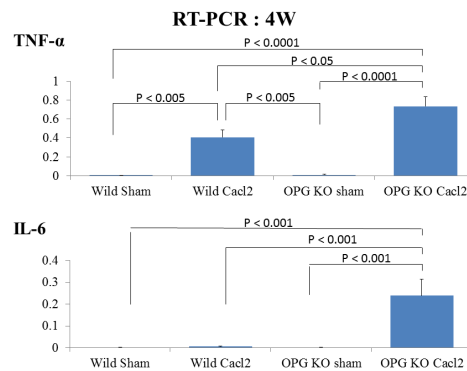 RT-PCR : 4W
TNF-α
P < 0.0001
P < 0.05
P < 0.0001
P < 0.005
P < 0.005
1
0.8
0.6
0.4
0.2
0
Wild Sham
Wild Cacl2
OPG KO sham
OPG KO Cacl2
IL-6
P < 0.001
P < 0.001
P < 0.001
0.4
0.3
0.2
0.1
0
Wild Sham
Wild Cacl2
OPG KO sham
OPG KO Cacl2